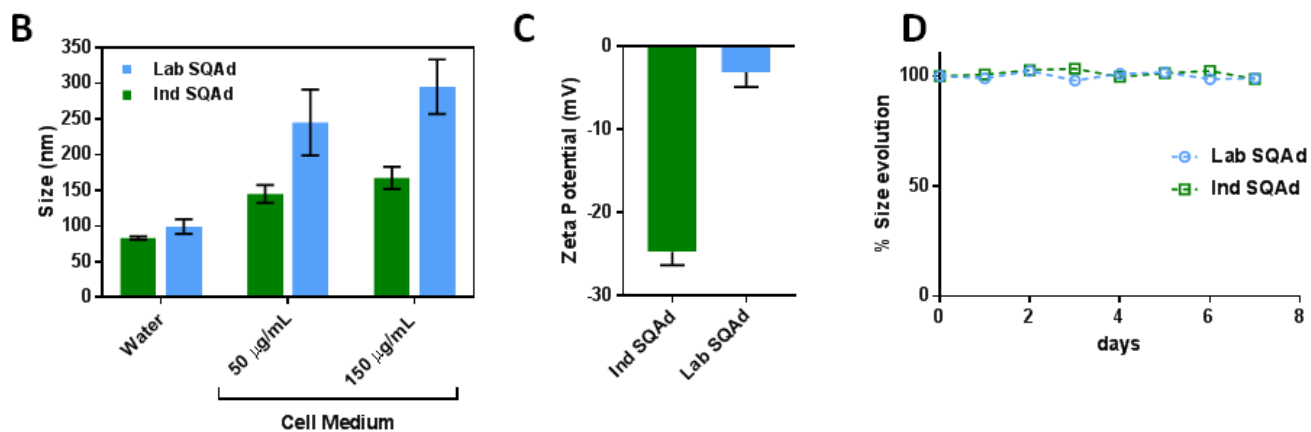 B
Size (nm)
350
300
250
200
150
100
50
0
Lab SQAd
Ind SQAd
Water
50 µg/mL
150 µg/mL
Cell Medium
C
Zeta Potential (mV)
0
-10
-20
-30
Ind SQAd
Lab SQAd
D
% Size evolution
100
50
0
Lab SQAd
Ind SQAd
0 2 4 6 8
days